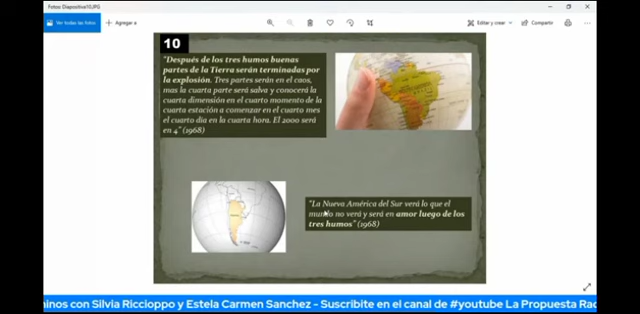 Fotos: Diapositiva10.JPG
Ver todas las fotos
Agregar a
Editar y crear
Compartir
10
"Después de los tres humos buenas
partes de la Tierra serán terminadas por
la explosión. Tres partes serán en el caos,
mas la cuarta parte será salva y conocerá la
cuarta dimensión en el cuarto momento de la
cuarta estación a comenzar en el cuarto mes
el cuarto día en la cuarta hora. El 2000 será
en 4" (1968)
"La Nueva América del Sur verá lo que el
mundo no verá y será en amor luego de los
tres humos" (1968)
ninos con Silvia Riccioppo y Estela Carmen Sanchez - Suscribite en el canal de #youtube La Propuesta Rad